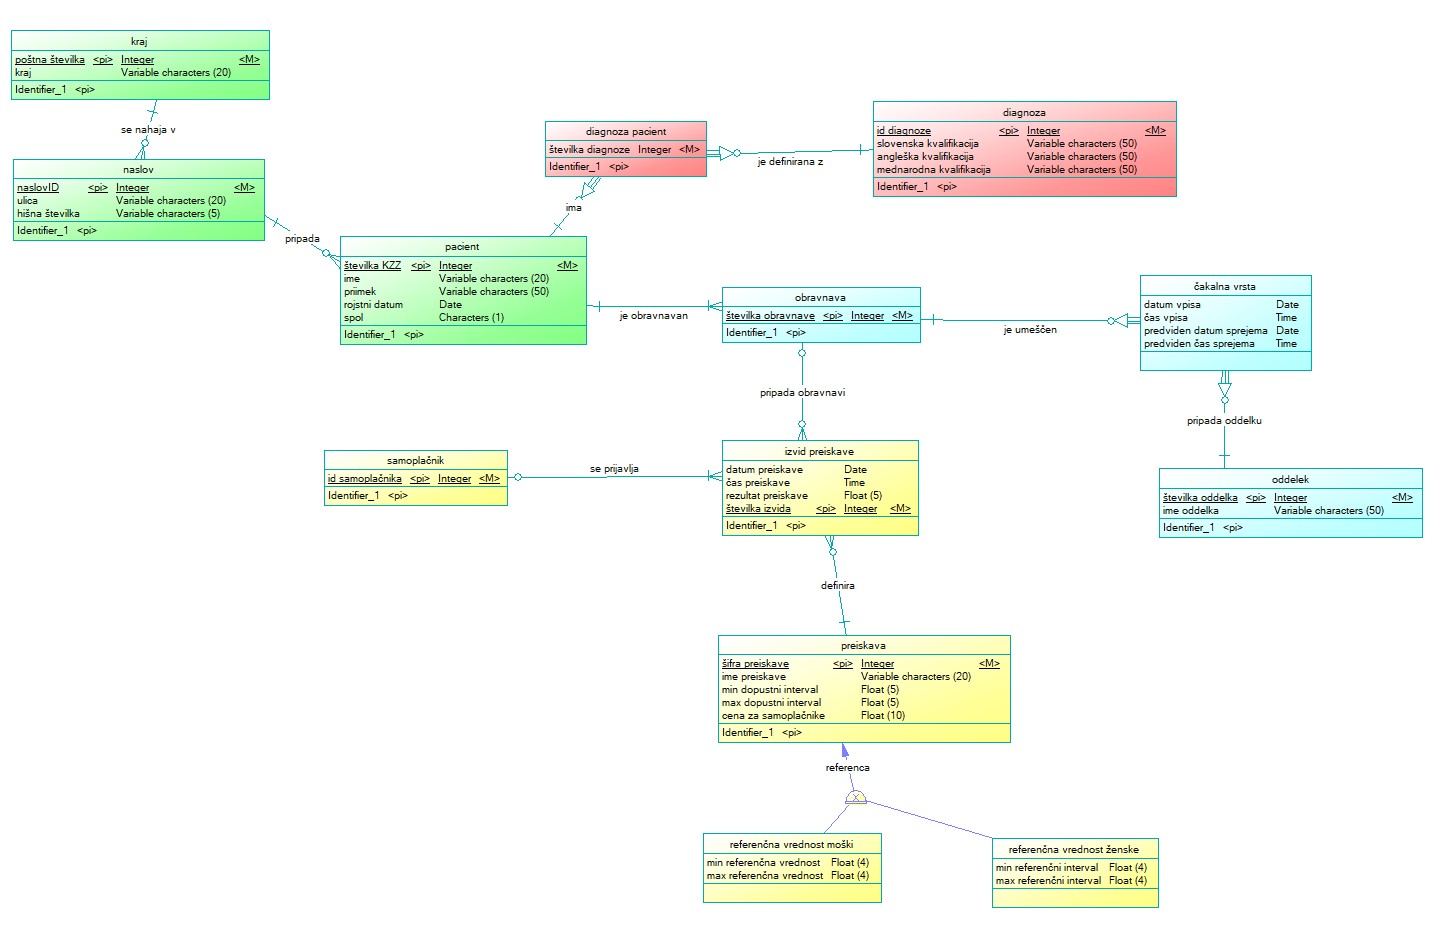 kraj
poštna številka <pi> Integer <M>
kraj Variable characters (20)
Identifier_1 <pi>
se nahaja v
naslov
naslovID <pi> Integer <M>
ulica Variable characters (20)
hišna številka Variable characters (5)
Identifier_1 <pi>
pripada
diagnoza pacient
številka diagnoze Integer <M>
Identifier_1 <pi>
je definirana z
diagnoza
id diagnoze <pi> Integer <M>
slovenska kvalifikacija Variable characters (50)
angleška kvalifikacija Variable characters (50)
mednarodna kvalifikacija Variable characters (50)
Identifier_1 <pi>
ima
pacient
številka KZZ <pi> Integer <M>
ime Variable characters (20)
priimek Variable characters (50)
rojstni datum Date
spol Characters (1)
Identifier_1 <pi>
je obravnavan
obravnava
številka obravnave <pi> Integer <M>
Identifier_1 <pi>
je umeščen
čakalna vrsta
datum vpisa Date
čas vpisa Time
predviden datum sprejema Date
predviden čas sprejema Time
pripada obravnavi
pripada oddelku
samoplačnik
id samoplačnika <pi> Integer <M>
Identifier_1 <pi>
se prijavlja
izvid preiskave
datum preiskave Date
čas preiskave Time
rezultat preiskave Float (5)
številka izvida <pi> Integer <M>
Identifier_1 <pi>
oddelek
številka oddelka <pi> Integer <M>
ime oddelka Variable characters (50)
Identifier_1 <pi>
definira
preiskava
šifra preiskave <pi> Integer <M>
ime preiskave Variable characters (20)
min dopustni interval Float (5)
max dopustni interval Float (5)
cena za samoplačnike Float (10)
Identifier_1 <pi>
referenca
X
referenčna vrednost moški
min referenčna vrednost Float (4)
max referenčna vrednost Float (4)
referenčna vrednost ženske
min referenčni interval Float (4)
max referenčni interval Float (4)